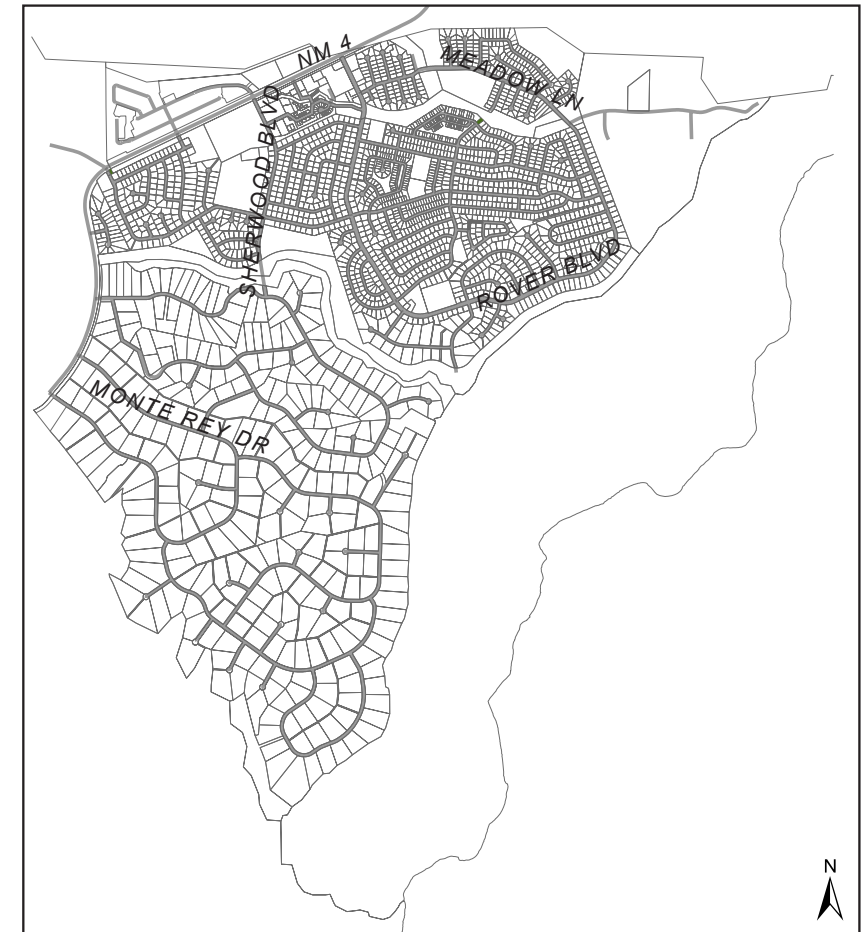 NM 4
MEADOW LN
SHERWOOD BLVD
ROVER BLVD
MONTE REY DR
N